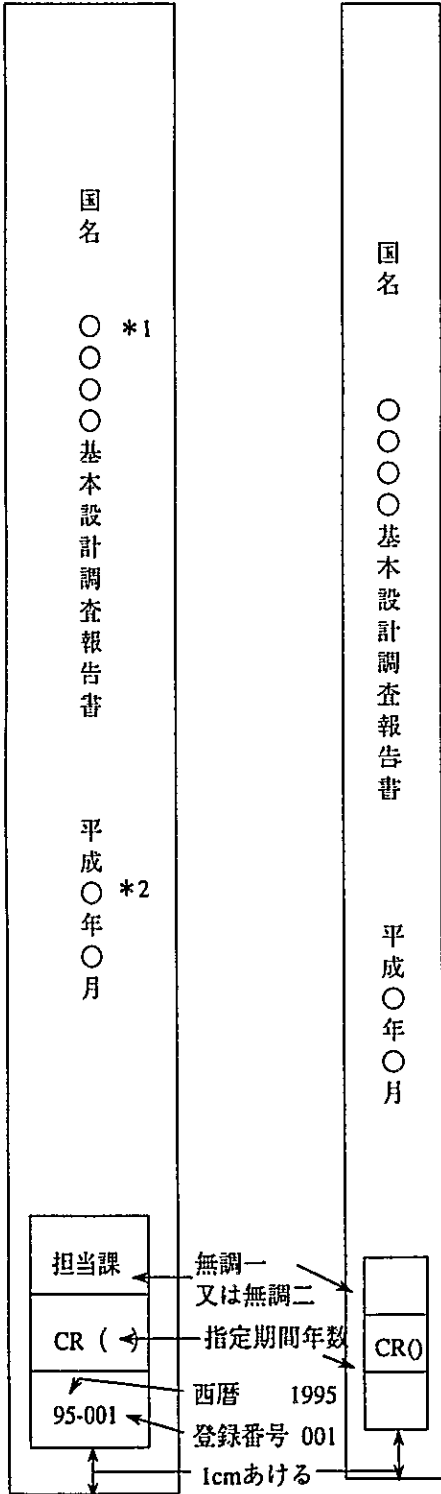 国名
○○○○基本設計調査報告書
*1
平成○年○月
*2
担当課
CR ( )
95-001
無調一
又は無調二
指定期間年数
西暦 1995
登録番号 001
1cmあける
国名
○○○○基本設計調査報告書
平成○年○月
CR()